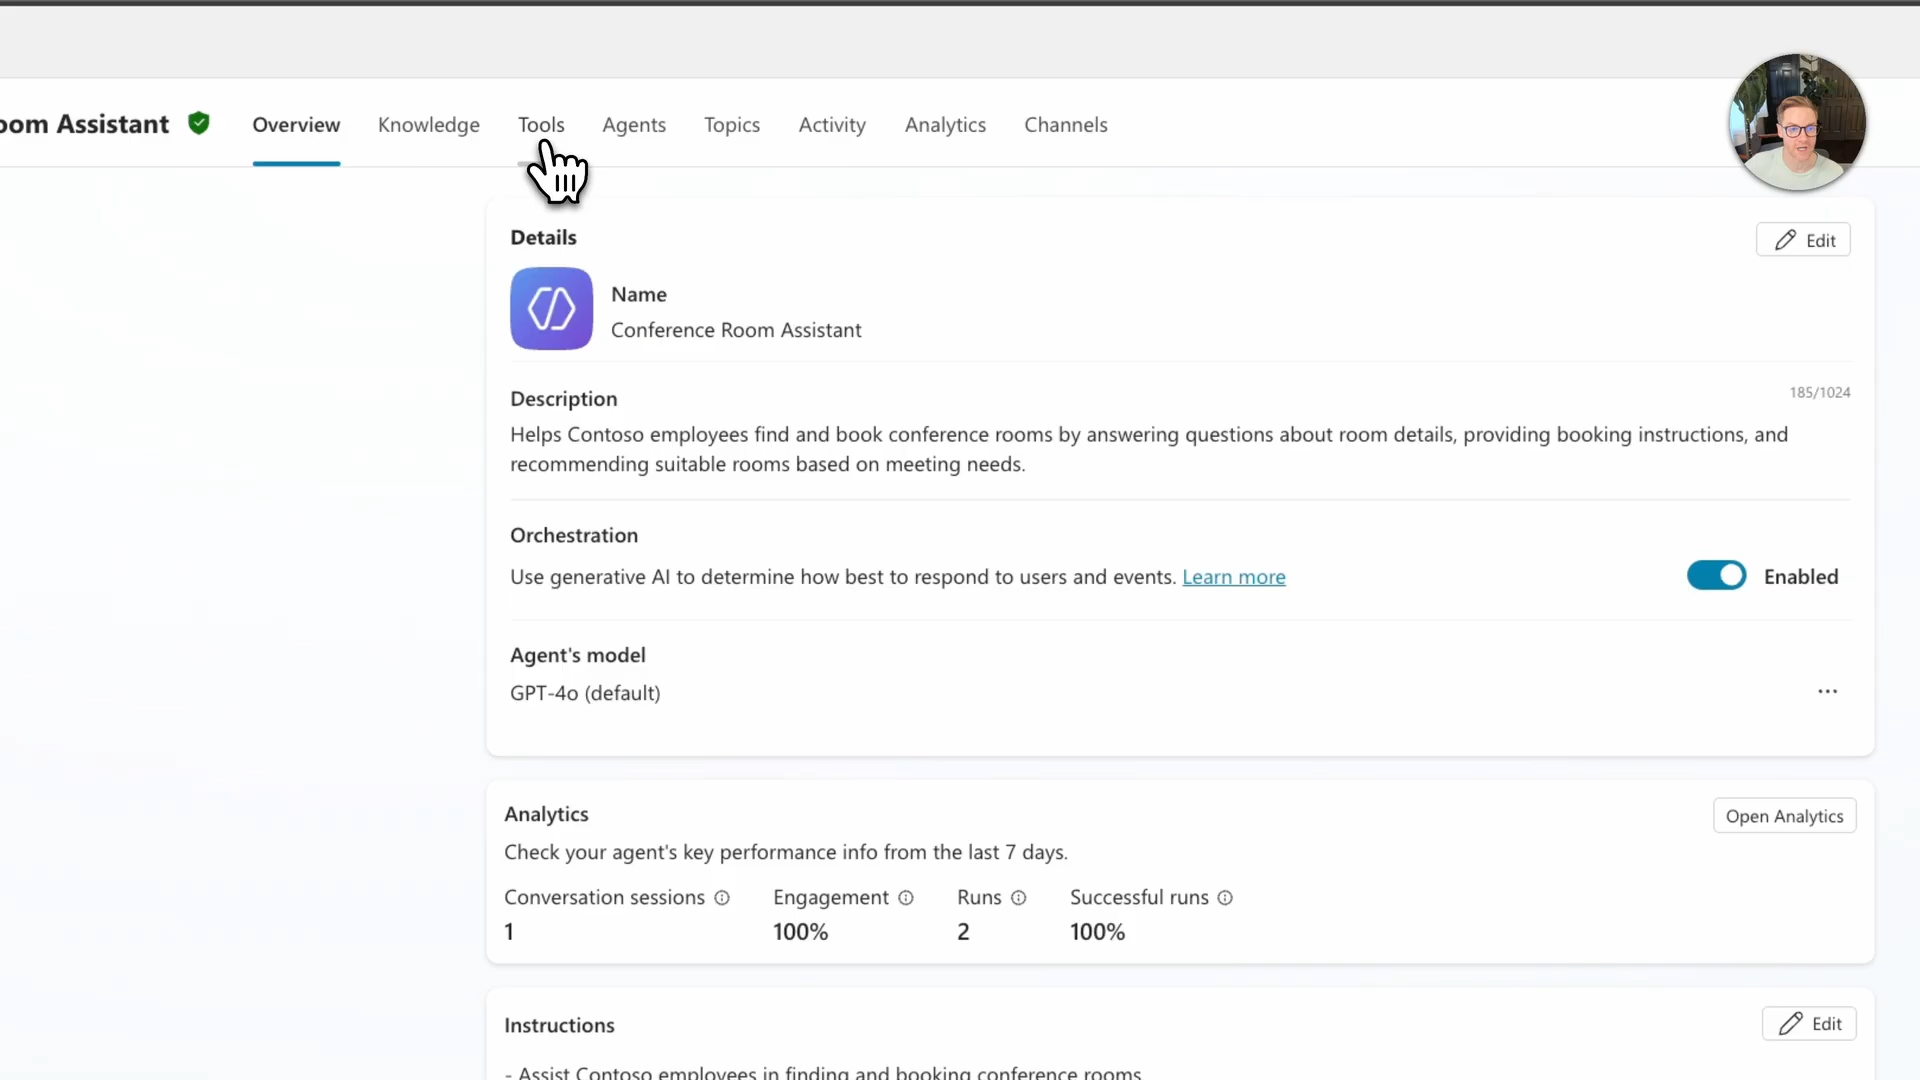 oom Assistant
Overview Knowledge Tools Agents Topics Activity Analytics Channels
Details
Edit
Name
Conference Room Assistant
Description
185/1024
Helps Contoso employees find and book conference rooms by answering questions about room details, providing booking instructions, and
recommending suitable rooms based on meeting needs.
Orchestration
Use generative AI to determine how best to respond to users and events. Learn more
Enabled
Agent's model
GPT-4o (default)
Analytics
Open Analytics
Check your agent's key performance info from the last 7 days.
Conversation sessions Engagement Runs Successful runs
1 100% 2 100%
Instructions
Edit
- Assist Contoso employees in finding and booking conference rooms